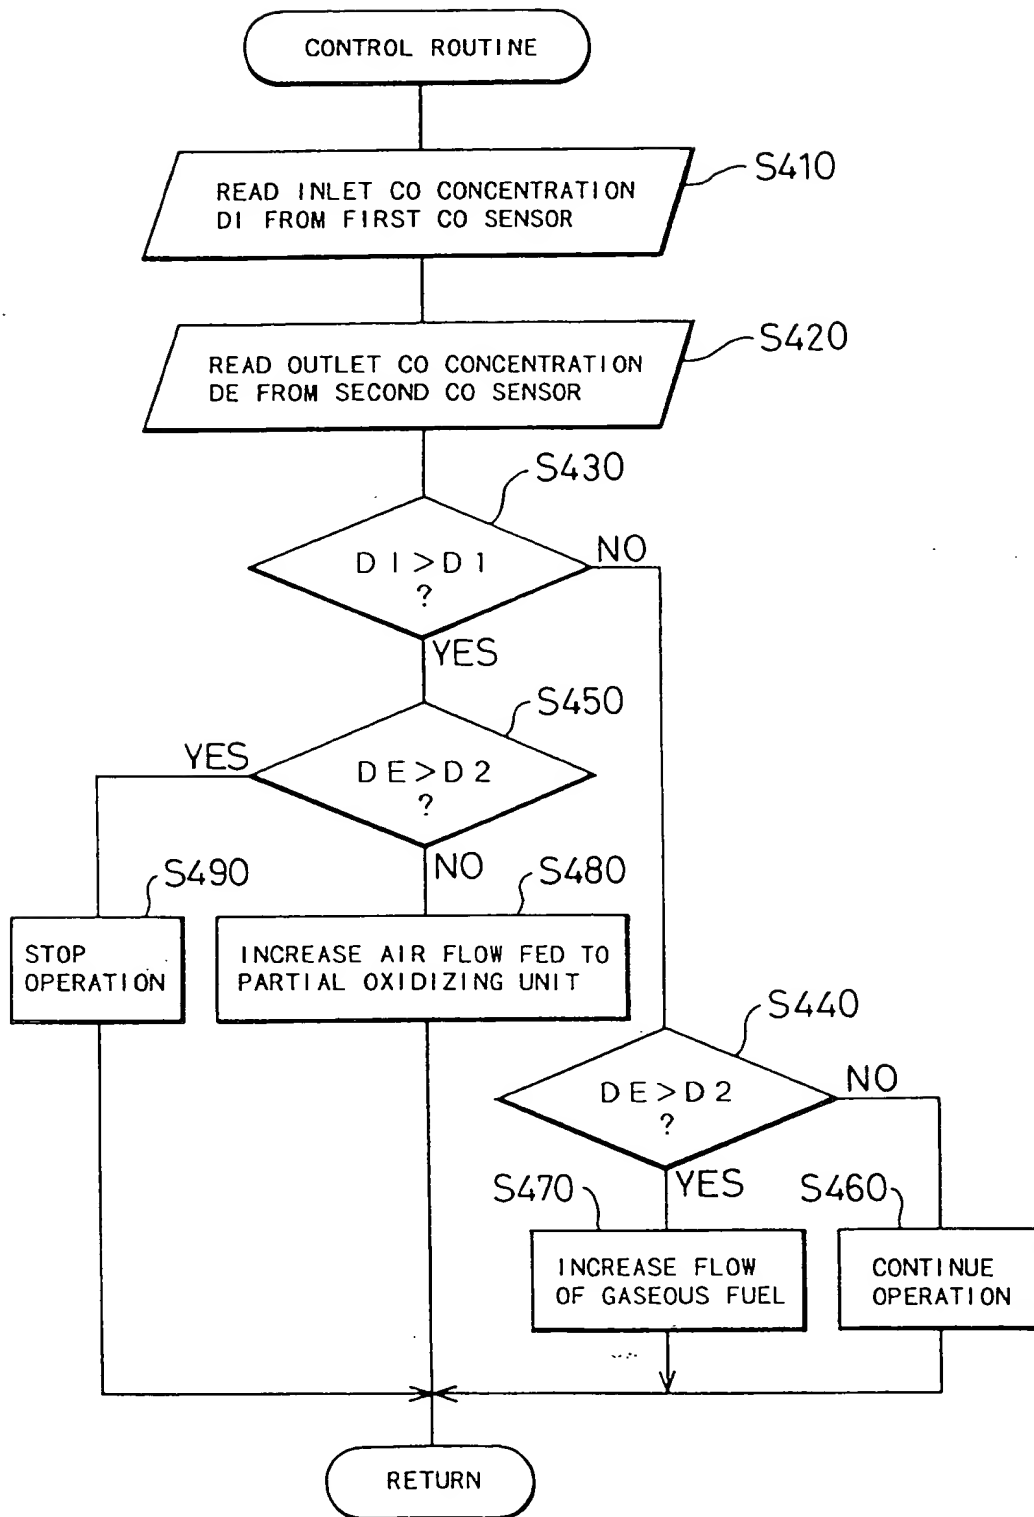 CONTROL ROUTINE
S410
READ INLET CO CONCENTRATION
DI FROM FIRST CO SENSOR
S420
READ OUTLET CO CONCENTRATION
DE FROM SECOND CO SENSOR
S430
DI>D1
?
NO
YES
S450
YES
DE>D2
?
NO
S490
S480
STOP
OPERATION
INCREASE AIR FLOW FED TO
PARTIAL OXIDIZING UNIT
S440
DE>D2
?
NO
YES
S470
S460
INCREASE FLOW
OF GASEOUS FUEL
CONTINUE
OPERATION
RETURN